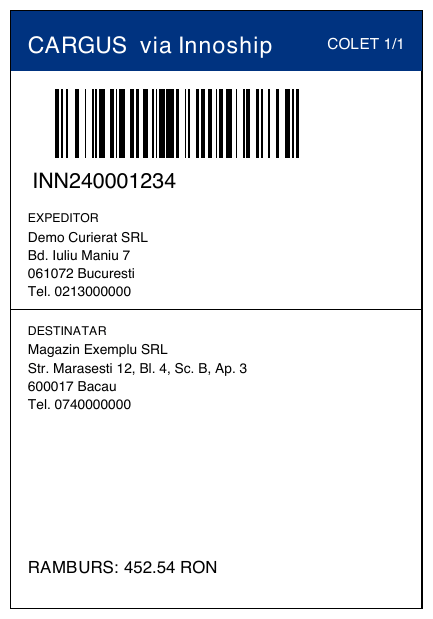 CARGUS via Innoship
COLET 1/1
INN240001234
EXPEDITOR
Demo Curierat SRL
Bd. Iuliu Maniu 7
061072 Bucuresti
Tel. 0213000000
DESTINATAR
Magazin Exemplu SRL
Str. Marasesti 12, Bl. 4, Sc. B, Ap. 3
600017 Bacau
Tel. 0740000000
RAMBURS: 452.54 RON